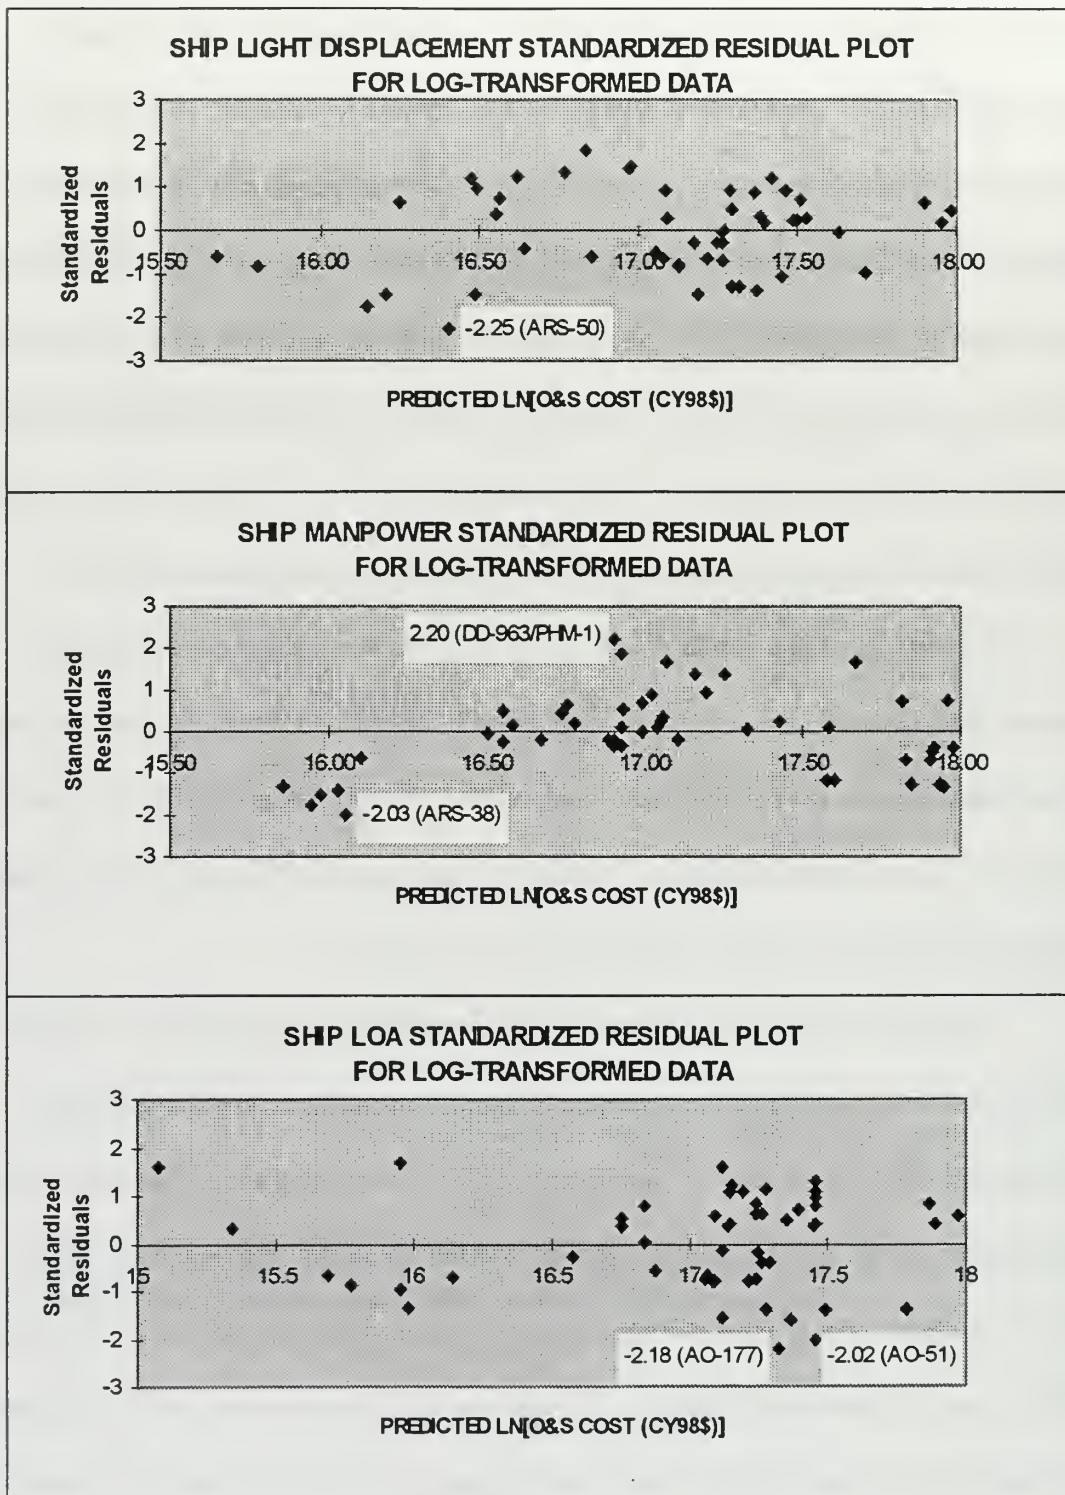 SHIP LIGHT DISPLACEMENT STANDARDIZED RESIDUAL PLOT
FOR LOG-TRANSFORMED DATA
Standardized
Residuals
3
2
1
0
-1
-2
-3
15.50 16.00 16.50 17.00 17.50 18.00
-2.25 (ARS-50)
PREDICTED LN[O&S COST (CY98$)]
SHIP MANPOWER STANDARDIZED RESIDUAL PLOT
FOR LOG-TRANSFORMED DATA
Standardized
Residuals
3
2
1
0
-1
-2
-3
2.20 (DD-963/PHM-1)
15.50 16.00 16.50 17.00 17.50 18.00
-2.03 (ARS-38)
PREDICTED LN[O&S COST (CY98$)]
SHIP LOA STANDARDIZED RESIDUAL PLOT
FOR LOG-TRANSFORMED DATA
Standardized
Residuals
3
2
1
0
-1
-2
-3
15 15.5 16 16.5 17 17.5 18
-2.18 (AO-177) -2.02 (AO-51)
PREDICTED LN[O&S COST (CY98$)]